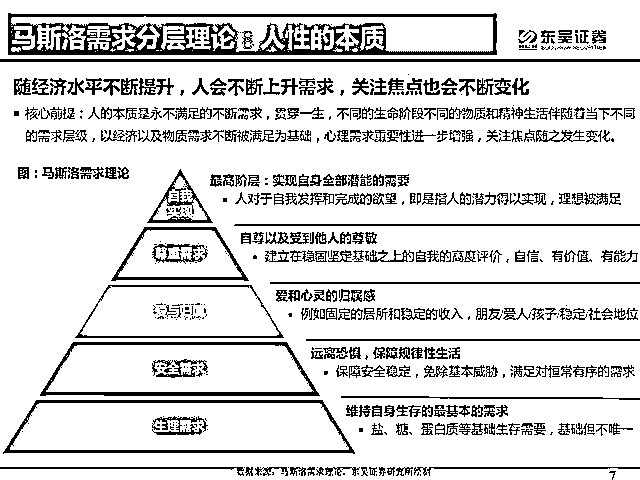 马斯洛需求分层理论：人性的本质
东吴证券
随经济水平不断提升，人会不断上升需求，关注焦点也会不断变化
▪ 核心前提：人的本质是永不满足的不断需求，贯穿一生，不同的生命阶段不同的物质和精神生活伴随着当下不同
的需求层级，以经济以及物质需求不断被满足为基础，心理需求重要性进一步增强，关注焦点随之发生变化。
图：马斯洛需求理论
最高阶层：实现自身全部潜能的需要
自我
实现
▪ 人对于自我发挥和完成的欲望，即是指人的潜力得以实现，理想被满足
自尊以及受到他人的尊敬
尊重需求
▪ 建立在稳固坚定基础之上的自我的高度评价，自信、有价值、有能力
爱和心灵的归属感
爱与归属
▪ 例如固定的居所和稳定的收入，朋友/爱人/孩子/稳定/社会地位
远离恐惧，保障规律性生活
安全需求
▪ 保障安全稳定，免除基本威胁，满足对恒常有序的需求
维持自身生存的最基本的需求
生理需求
▪ 盐、糖、蛋白质等基础生存需要，基础但不唯一
数据来源：马斯洛需求理论，东吴证券研究所绘制
7